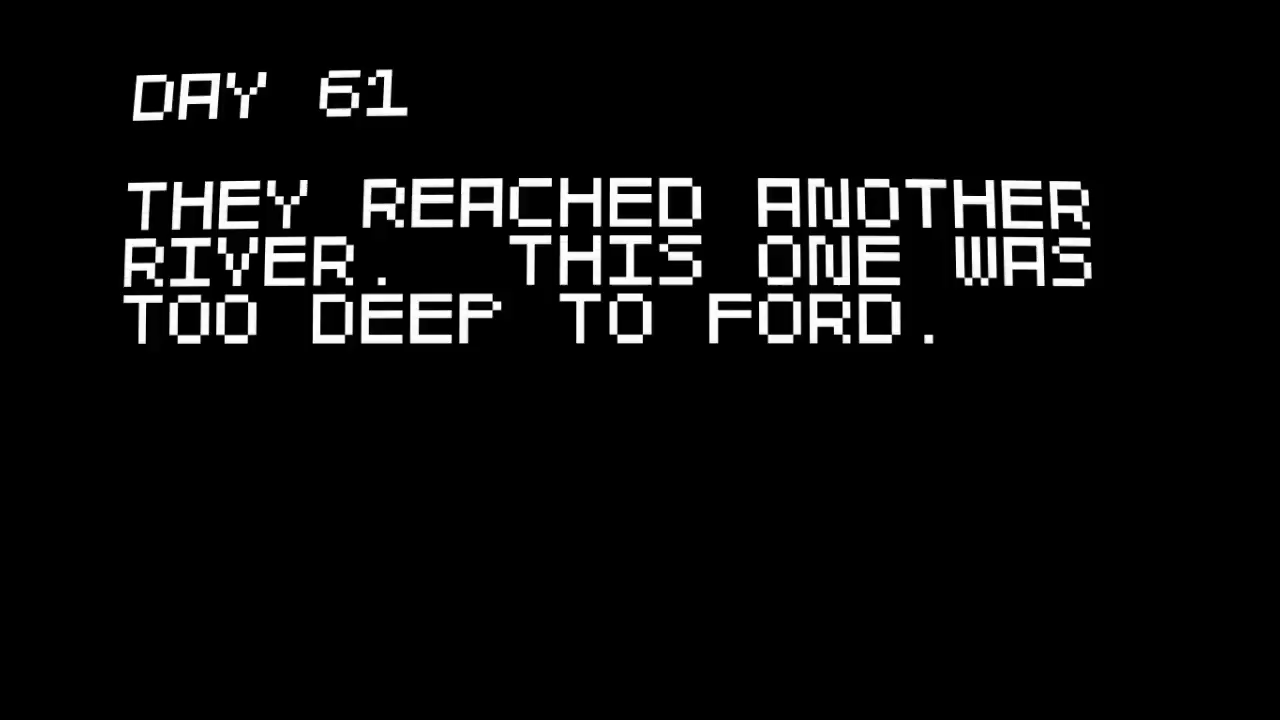 DAY 61
THEY REACHED ANOTHER
RIVER.  THIS ONE WAS
TOO DEEP TO FORD.